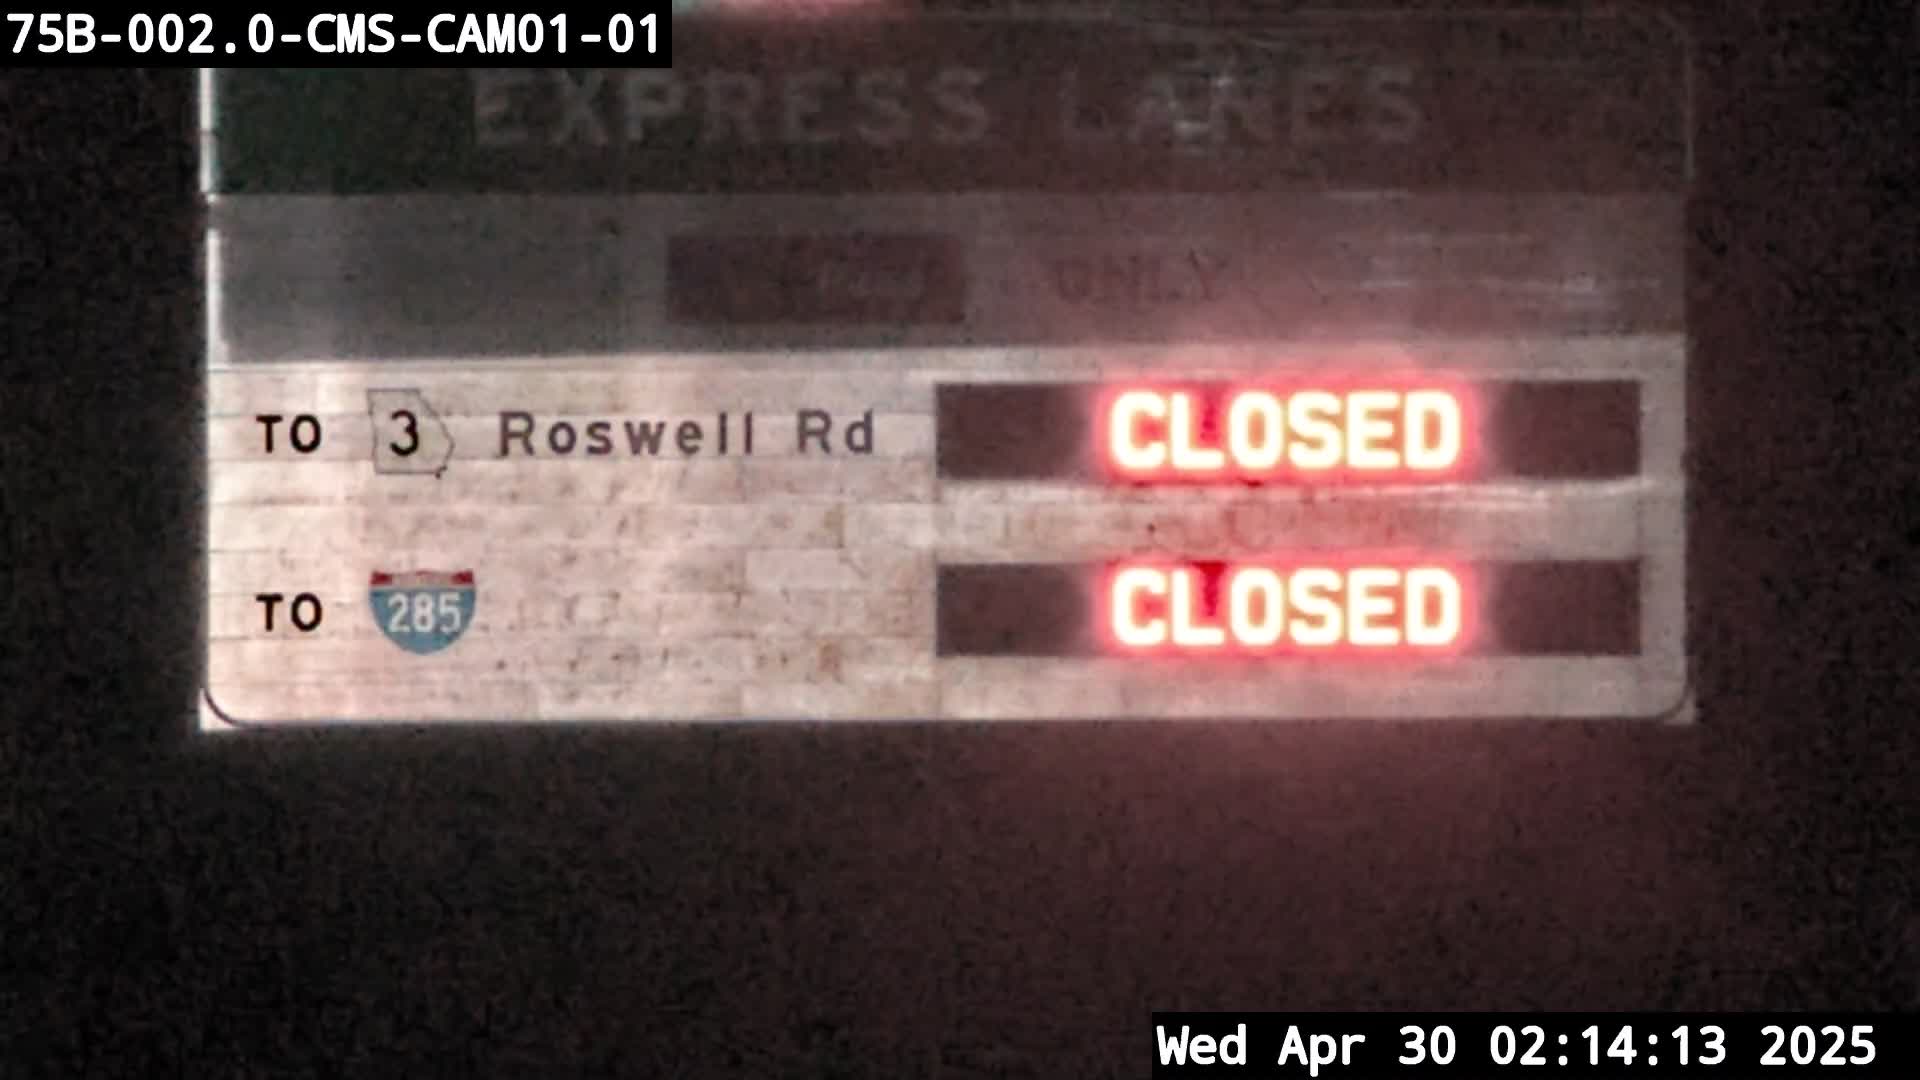 75B-002.0-CMS-CAM01-01
EXPRESS LANES
ONLY
TO 3 Roswell Rd CLOSED
TO 285 CLOSED
Wed Apr 30 02:14:13 2025